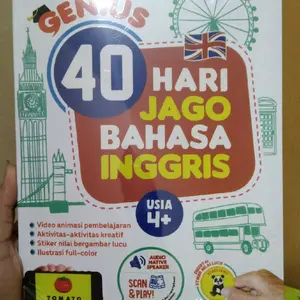 GENIUS
40 HARI
JAGO
BAHASA
INGGRIS
USIA
4+
• Video animasi pembelajaran
• Aktivitas-aktivitas kreatif
• Stiker nilai bergambar lucu
• Ilustrasi full-color
AUDIO
NATIVE
SPEAKER
SCAN
& PLAY!
TOMATO